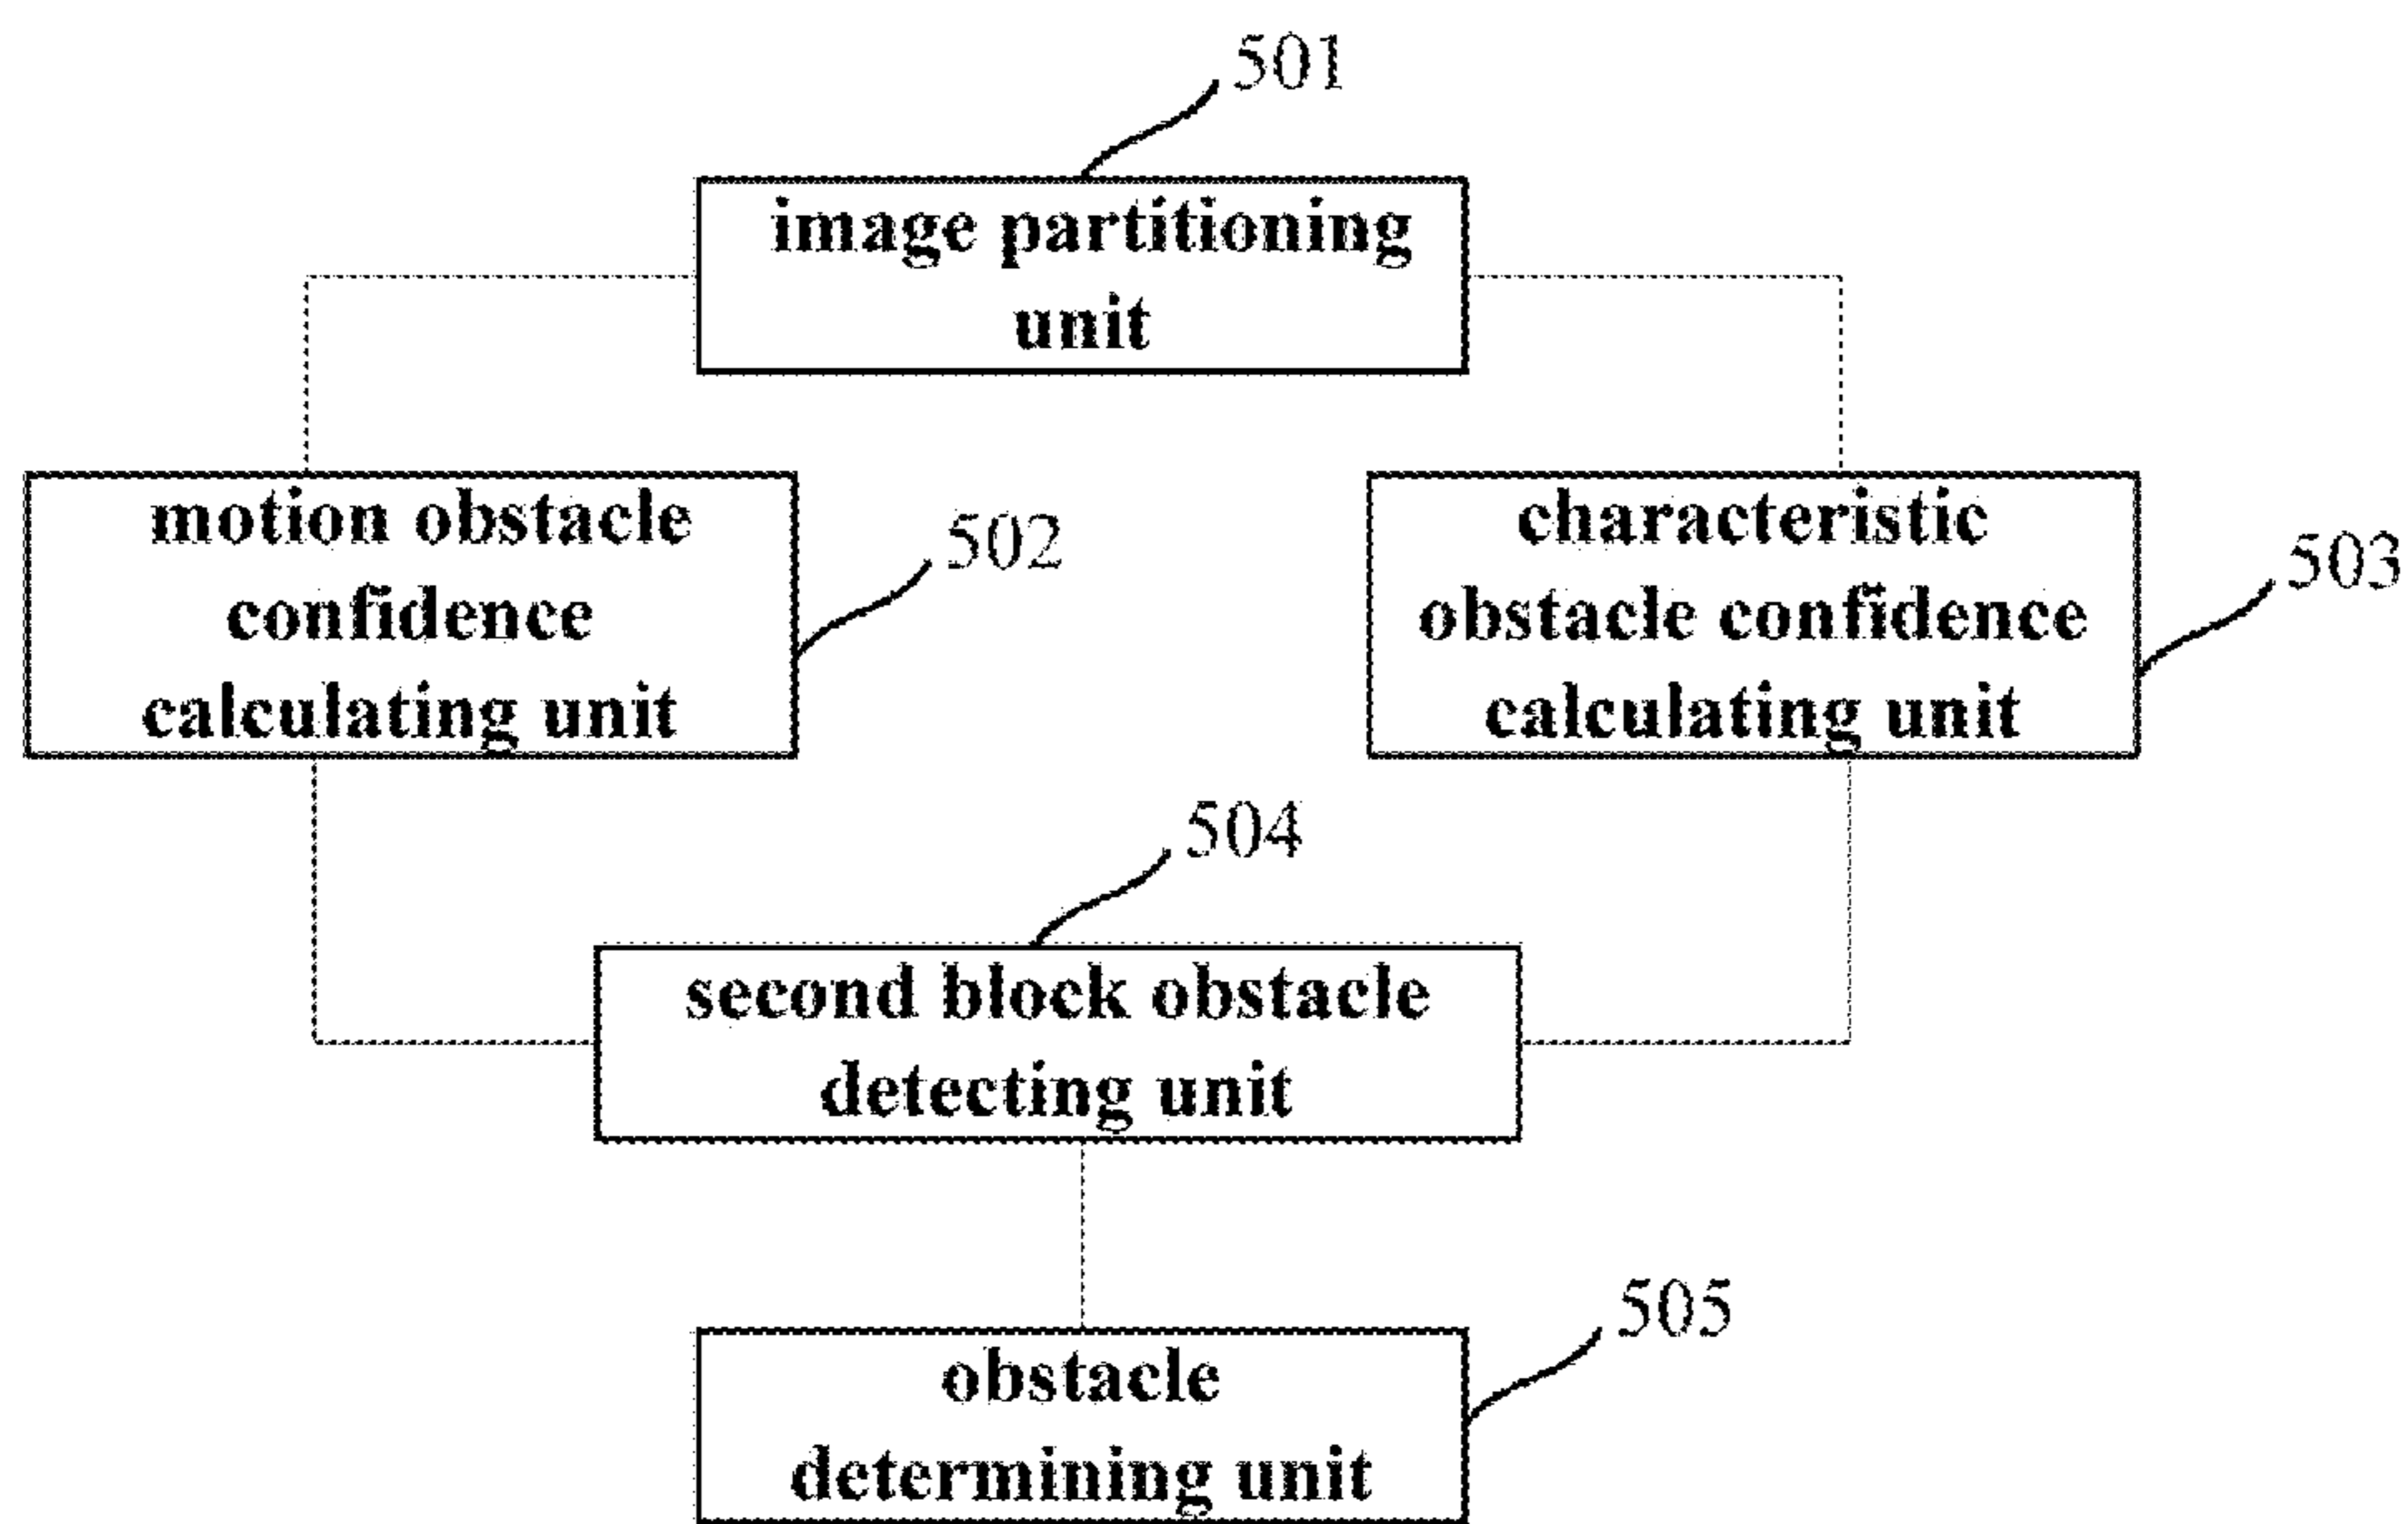 501
image partitioning
unit
motion obstacle
confidence
calculating unit
502
characteristic
obstacle confidence
calculating unit
503
504
second block obstacle
detecting unit
505
obstacle
determining unit